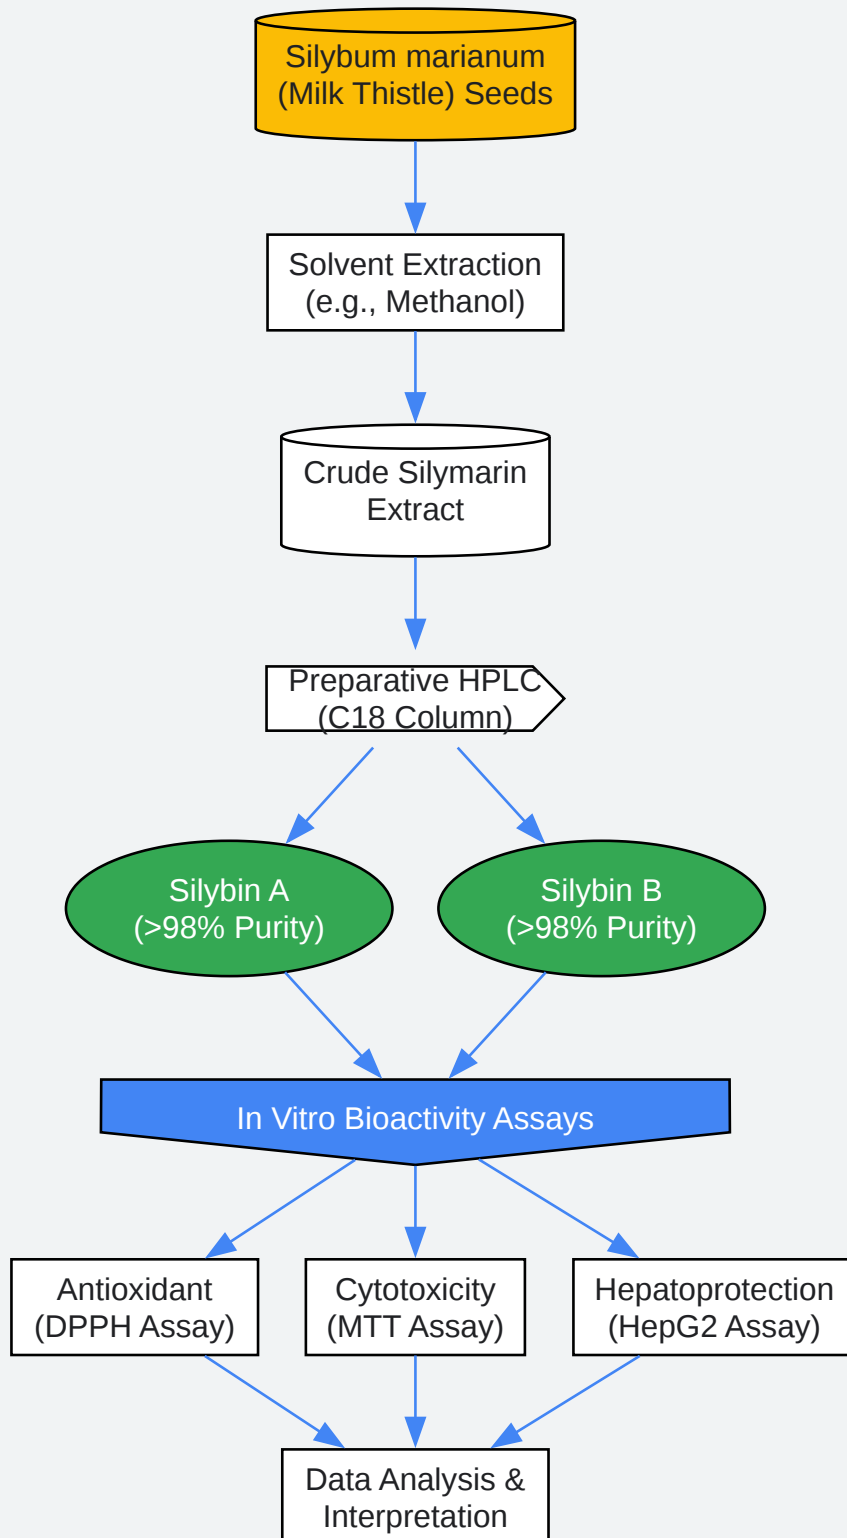 Silybum marianum
(Milk Thistle) Seeds
Solvent Extraction
(e.g., Methanol)
Crude Silymarin
Extract
Preparative HPLC
(C18 Column)
Silybin A
(>98% Purity)
Silybin B
(>98% Purity)
In Vitro Bioactivity Assays
Antioxidant
(DPPH Assay)
Cytotoxicity
(MTT Assay)
Hepatoprotection
(HepG2 Assay)
Data Analysis &
Interpretation